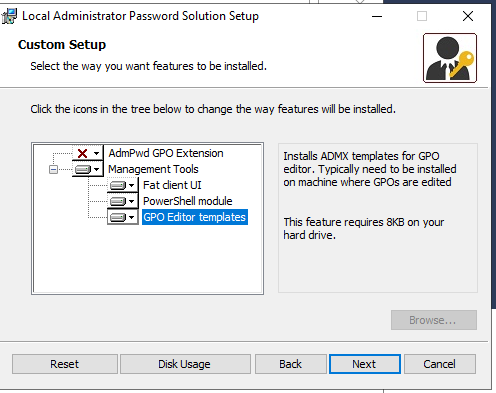 Local Administrator Password Solution Setup
Custom Setup
Select the way you want features to be installed.
Click the icons in the tree below to change the way features will be installed.
AdmPwd GPO Extension
Management Tools
Fat client UI
PowerShell module
GPO Editor templates
Installs ADMX templates for GPO
editor. Typically need to be installed
on machine where GPOs are edited
This feature requires 8KB on your
hard drive.
Browse...
Reset
Disk Usage
Back
Next
Cancel